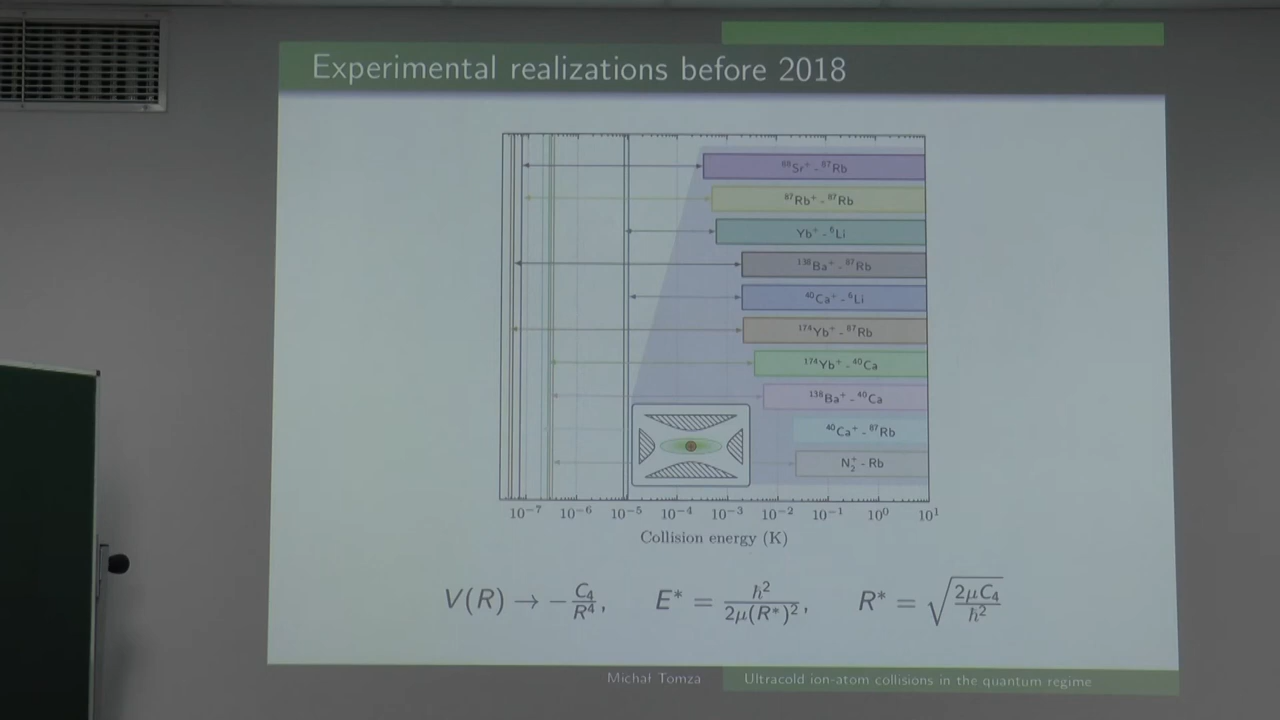 Experimental realizations before 2018
⁸⁸Sr⁺ - ⁸⁷Rb
⁸⁷Rb⁺ - ⁸⁷Rb
Yb⁺ - ⁶Li
¹³⁸Ba⁺ - ⁸⁷Rb
⁴⁰Ca⁺ - ⁶Li
¹⁷⁴Yb⁺ - ⁸⁷Rb
¹⁷⁴Yb⁺ - ⁴⁰Ca
¹³⁸Ba⁺ - ⁴⁰Ca
⁴⁰Ca⁺ - ⁸⁷Rb
N₂⁺ - Rb
10⁻⁷ 10⁻⁶ 10⁻⁵ 10⁻⁴ 10⁻³ 10⁻² 10⁻¹ 10⁰ 10¹
Collision energy (K)
V(R) → −C₄/R⁴, E* = ħ²/2μ(R*)², R* = √(2μC₄/ħ²)
Michał Tomza Ultracold ion-atom collisions in the quantum regime